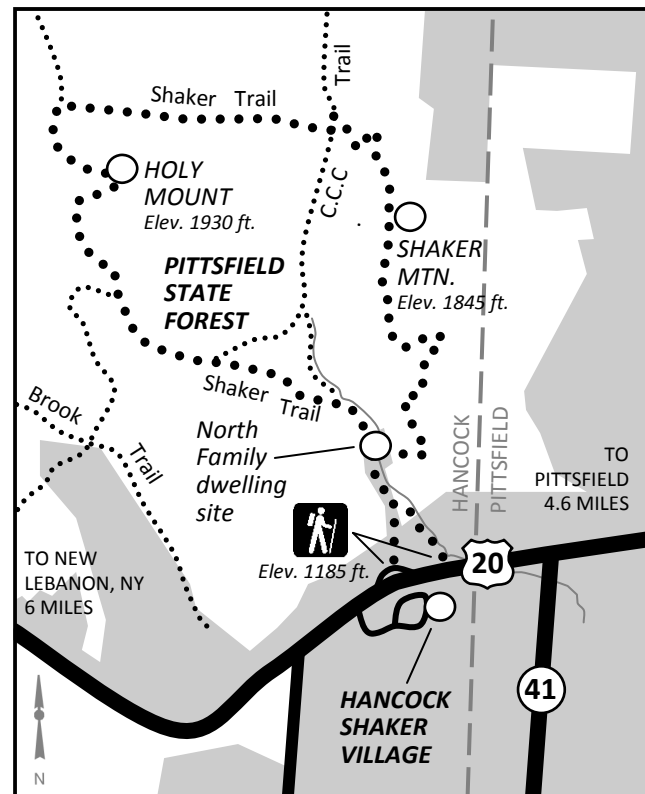 Shaker Trail
Trail
HOLY
MOUNT
Elev. 1930 ft.
C.C.C
SHAKER
MTN.
Elev. 1845 ft.
PITTSFIELD
STATE
FOREST
Shaker Trail
Brook
Trail
North
Family
dwelling
site
HANCOCK
PITTSFIELD
TO
PITTSFIELD
4.6 MILES
TO NEW
LEBANON, NY
6 MILES
Elev. 1185 ft.
20
41
HANCOCK
SHAKER
VILLAGE
N